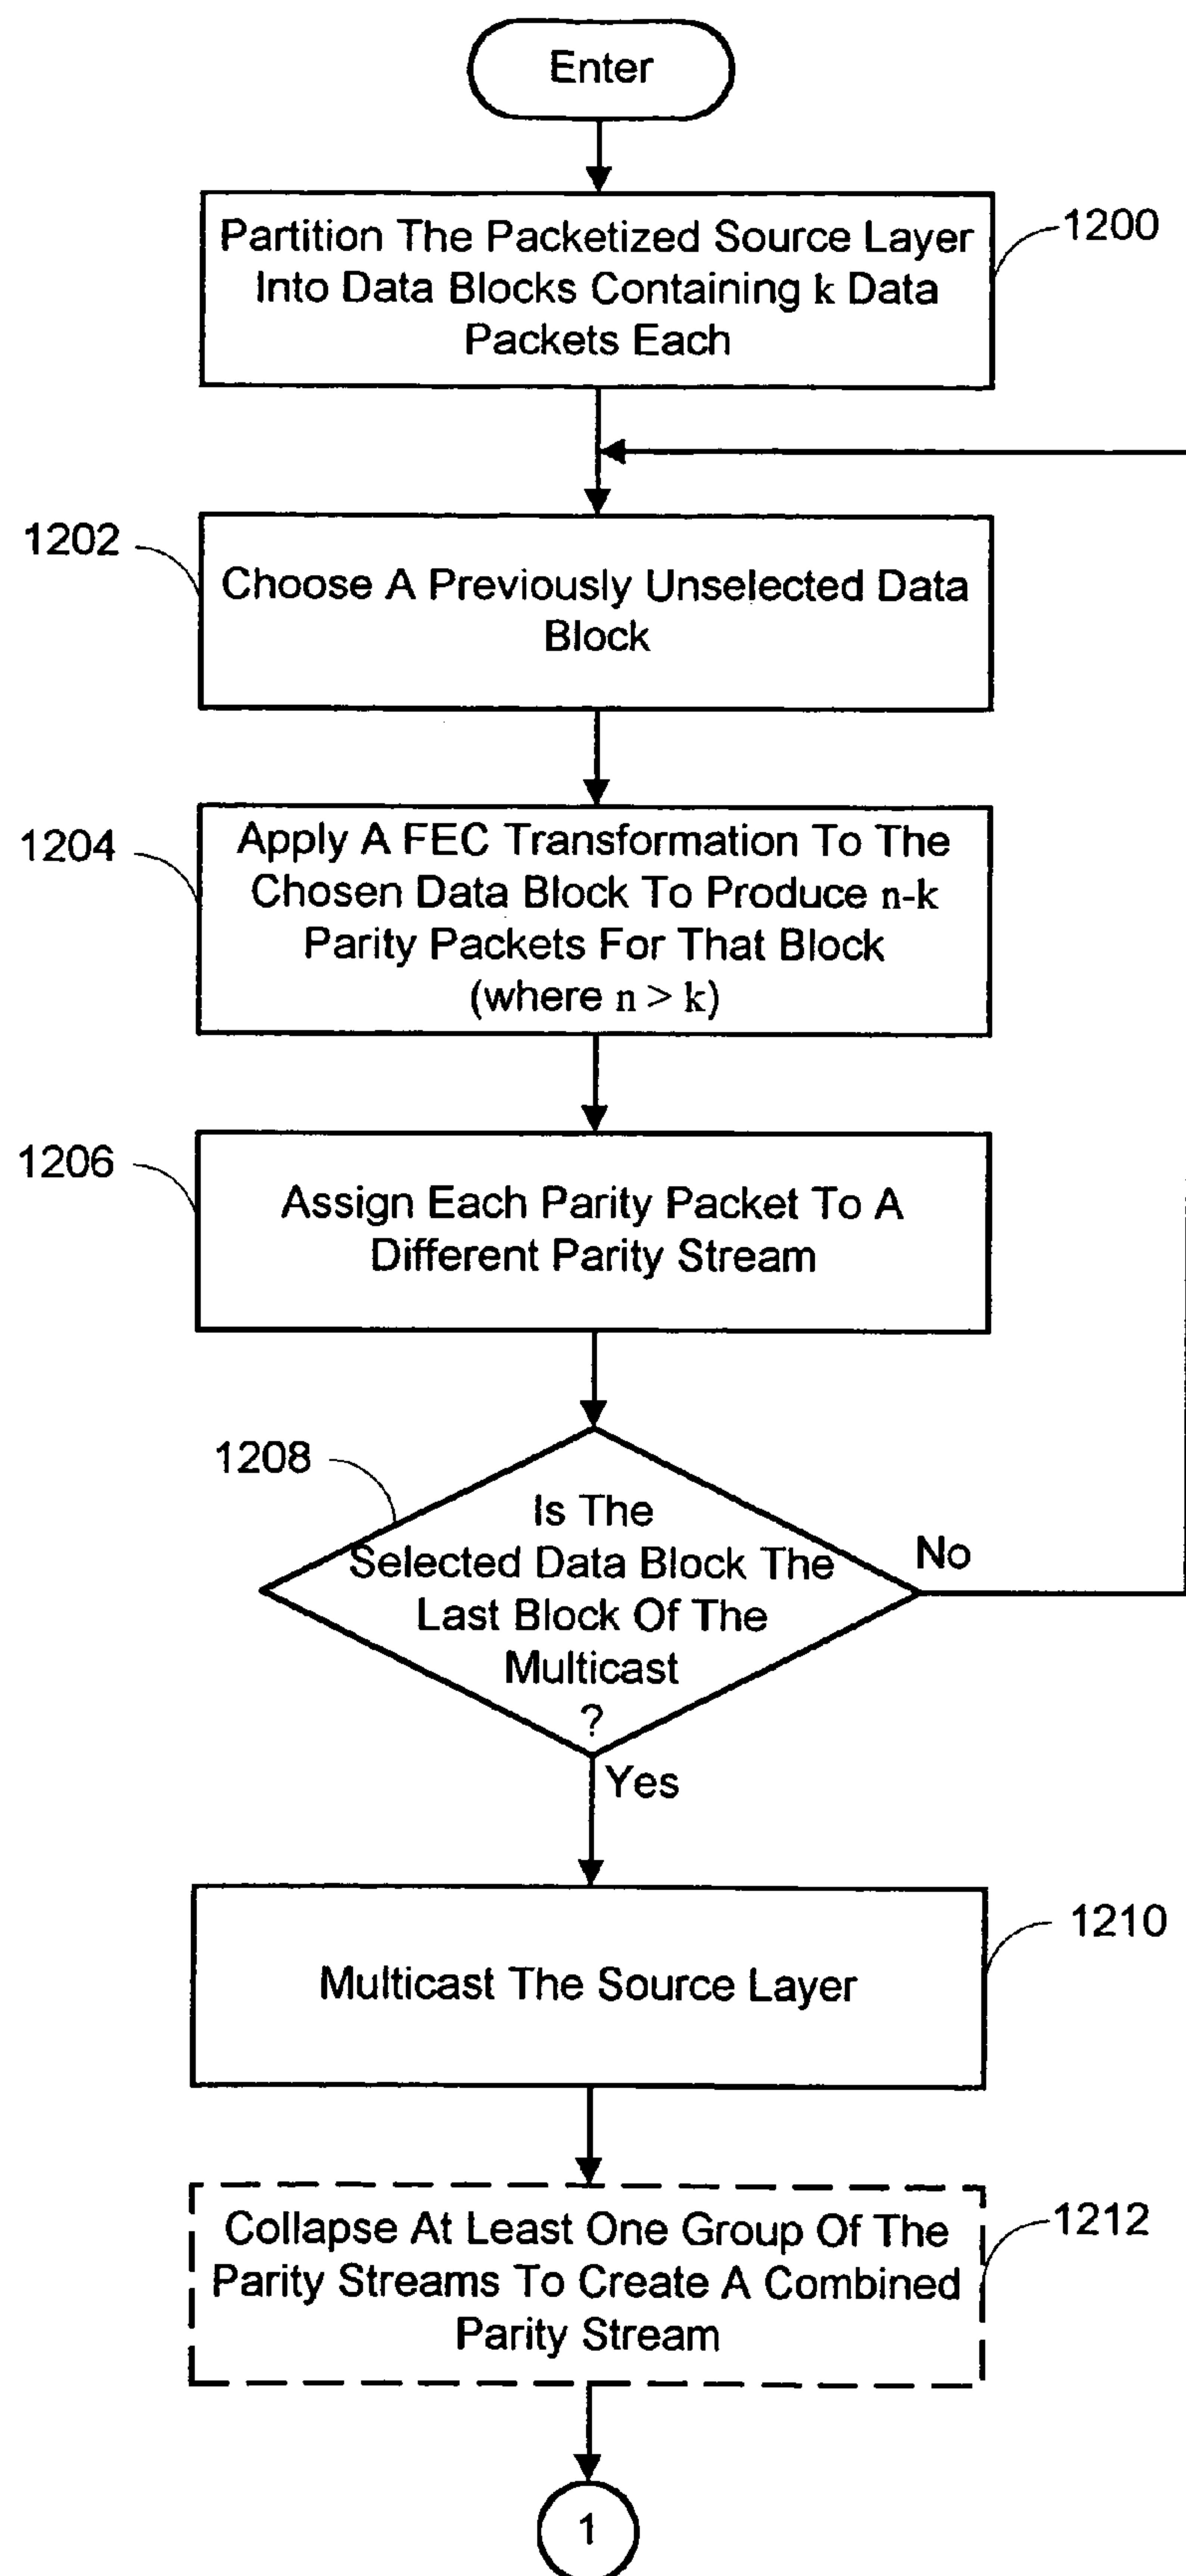 Enter
Partition The Packetized Source Layer
Into Data Blocks Containing k Data
Packets Each
1200
1202
Choose A Previously Unselected Data
Block
1204
Apply A FEC Transformation To The
Chosen Data Block To Produce n-k
Parity Packets For That Block
(where n > k)
1206
Assign Each Parity Packet To A
Different Parity Stream
1208
Is The
Selected Data Block The
Last Block Of The
Multicast
?
No
Yes
1210
Multicast The Source Layer
1212
Collapse At Least One Group Of The
Parity Streams To Create A Combined
Parity Stream
1